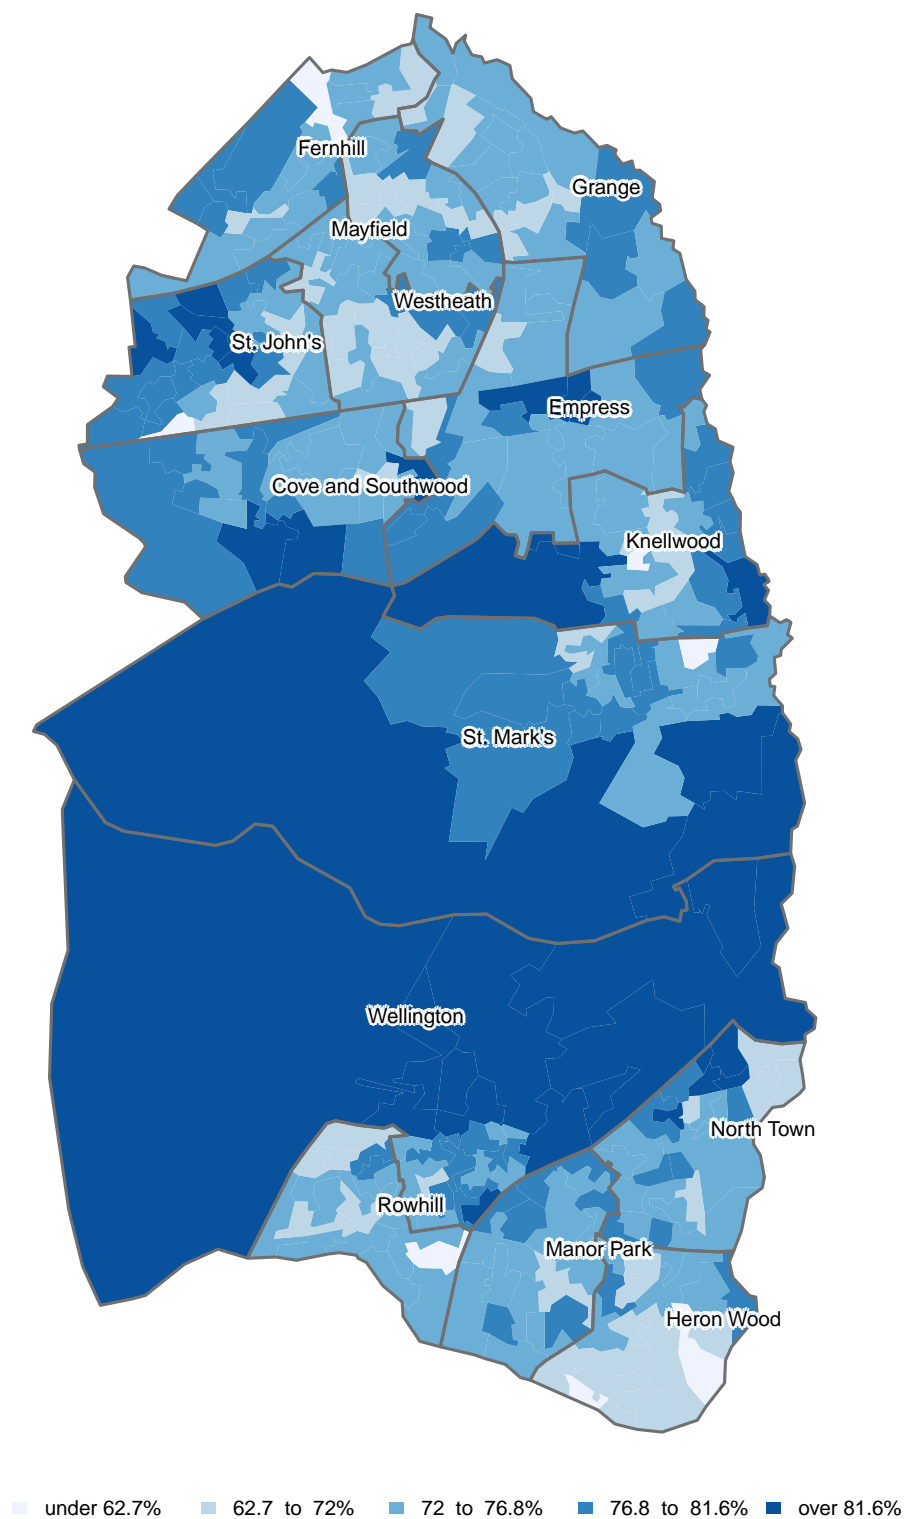 Fernhill
Grange
Mayfield
Westheath
St. John's
Empress
Cove and Southwood
Knellwood
St. Mark's
Wellington
North Town
Rowhill
Manor Park
Heron Wood
under 62.7% 62.7 to 72% 72 to 76.8% 76.8 to 81.6% over 81.6%